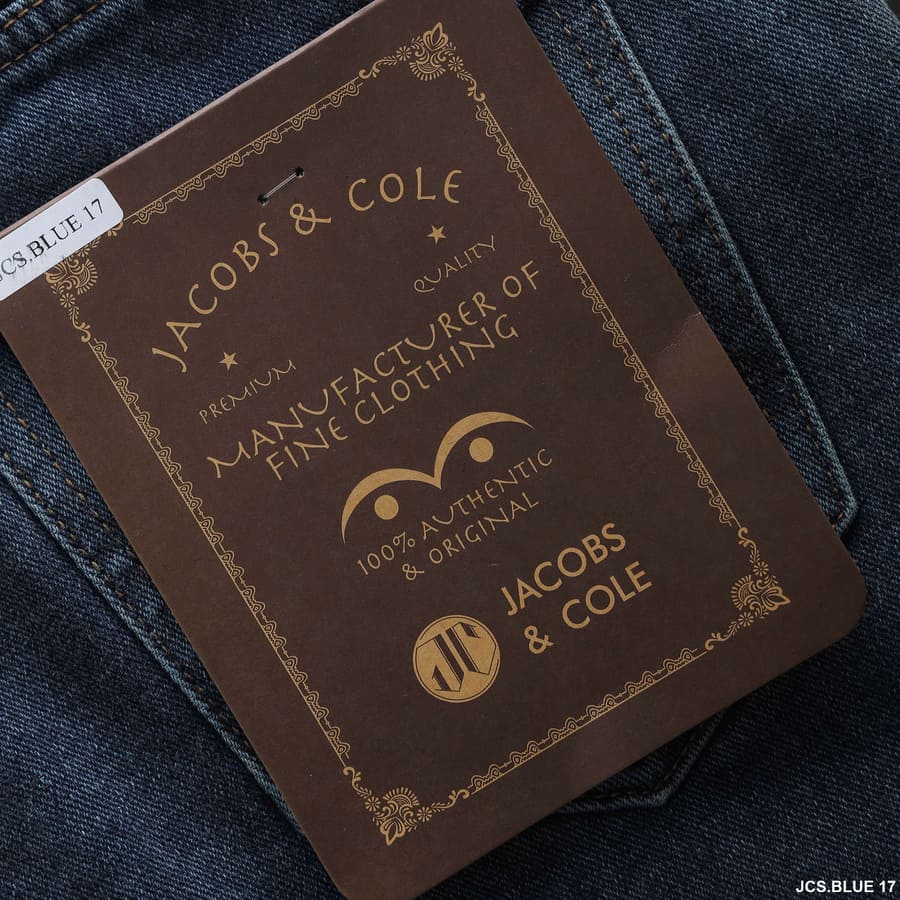 JCS.BLUE 17
JACOBS & COLE
PREMIUM
QUALITY
MANUFACTURER OF
FINE CLOTHING
100% AUTHENTIC
& ORIGINAL
JC
JACOBS
& COLE
JCS.BLUE 17